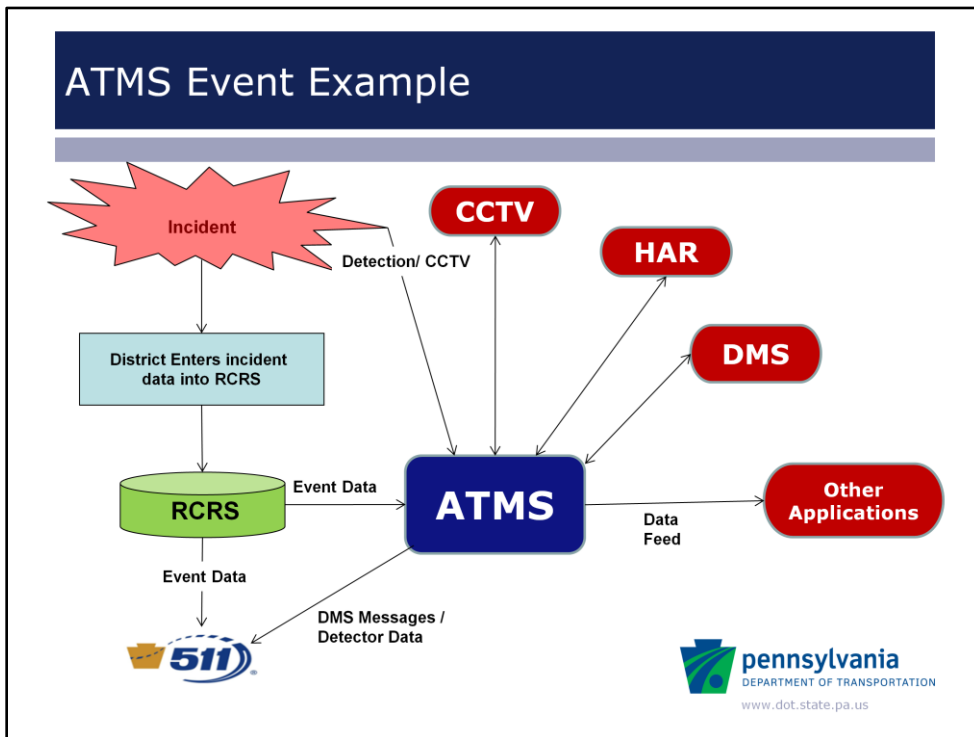 ATMS Event Example
Incident
Detection/ CCTV
CCTV
HAR
DMS
District Enters incident
data into RCRS
RCRS
Event Data
ATMS
Data
Feed
Other
Applications
Event Data
DMS Messages /
Detector Data
511
®
pennsylvania
DEPARTMENT OF TRANSPORTATION
www.dot.state.pa.us